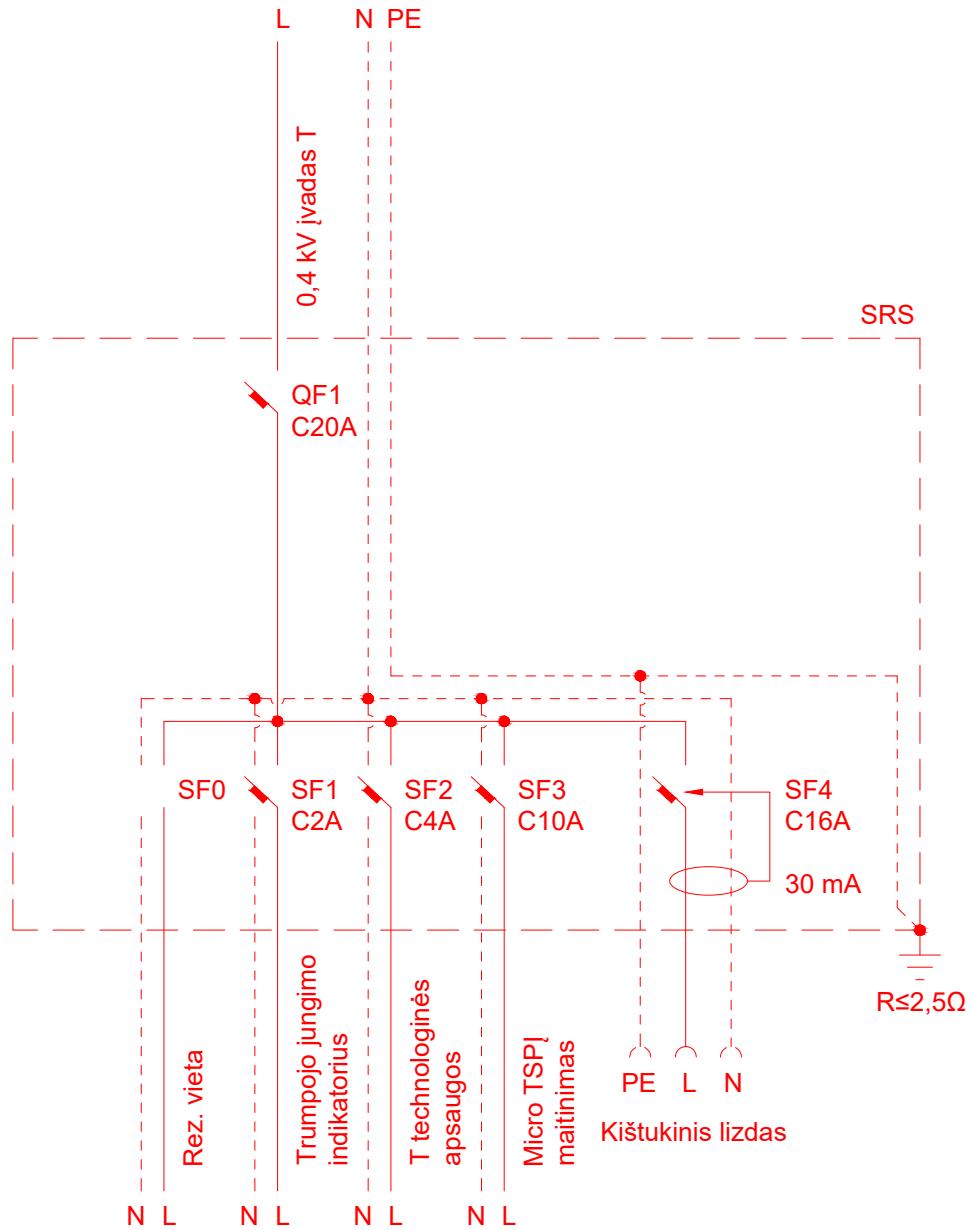 L
N PE
0,4 kV įvadas T
SRS
QF1
C20A
SF0
SF1
C2A
SF2
C4A
SF3
C10A
SF4
C16A
30 mA
R≤2,5Ω
Rez. vieta
Trumpojo jungimo
indikatorius
T technologinės
apsaugos
Micro TSPĮ
maitinimas
PE L N
Kištukinis lizdas
N L N L N L N L